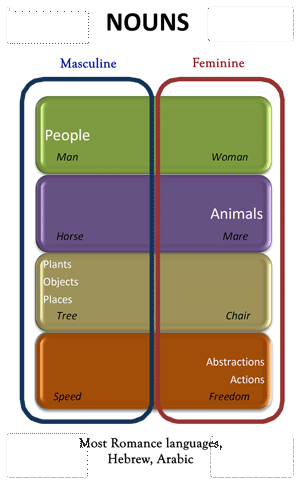 NOUNS
Masculine Feminine
People
Man Woman
Animals
Horse Mare
Plants
Objects
Places
Tree Chair
Abstractions
Actions
Speed Freedom
Most Romance languages,
Hebrew, Arabic